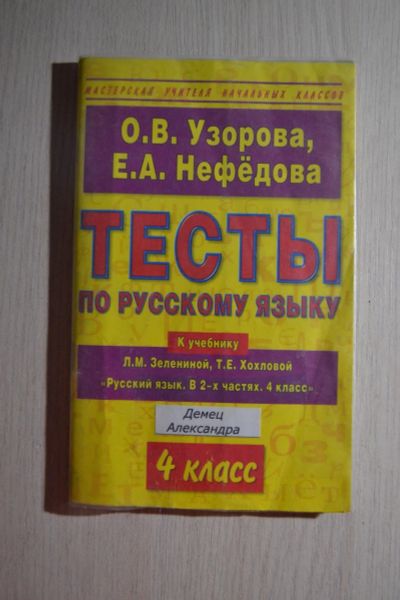 МАСТЕРСКАЯ УЧИТЕЛЯ НАЧАЛЬНЫХ КЛАССОВ
О.В. Узорова,
Е.А. Нефёдова
ТЕСТЫ
ПО РУССКОМУ ЯЗЫКУ
К учебнику
Л.М. Зелениной, Т.Е. Хохловой
«Русский язык. В 2-х частях. 4 класс»
Демец
Александра
4 КЛАСС